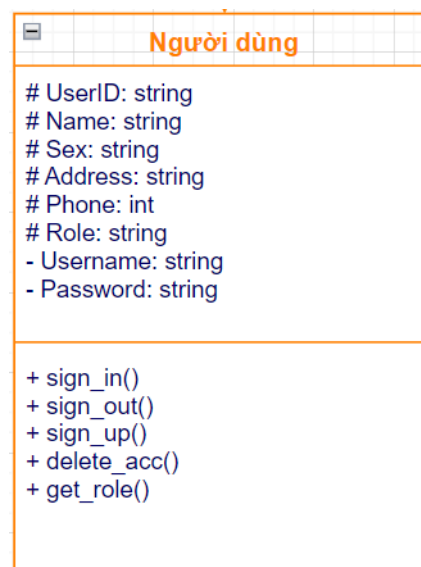 Người dùng
# UserID: string
# Name: string
# Sex: string
# Address: string
# Phone: int
# Role: string
- Username: string
- Password: string
+ sign_in()
+ sign_out()
+ sign_up()
+ delete_acc()
+ get_role()